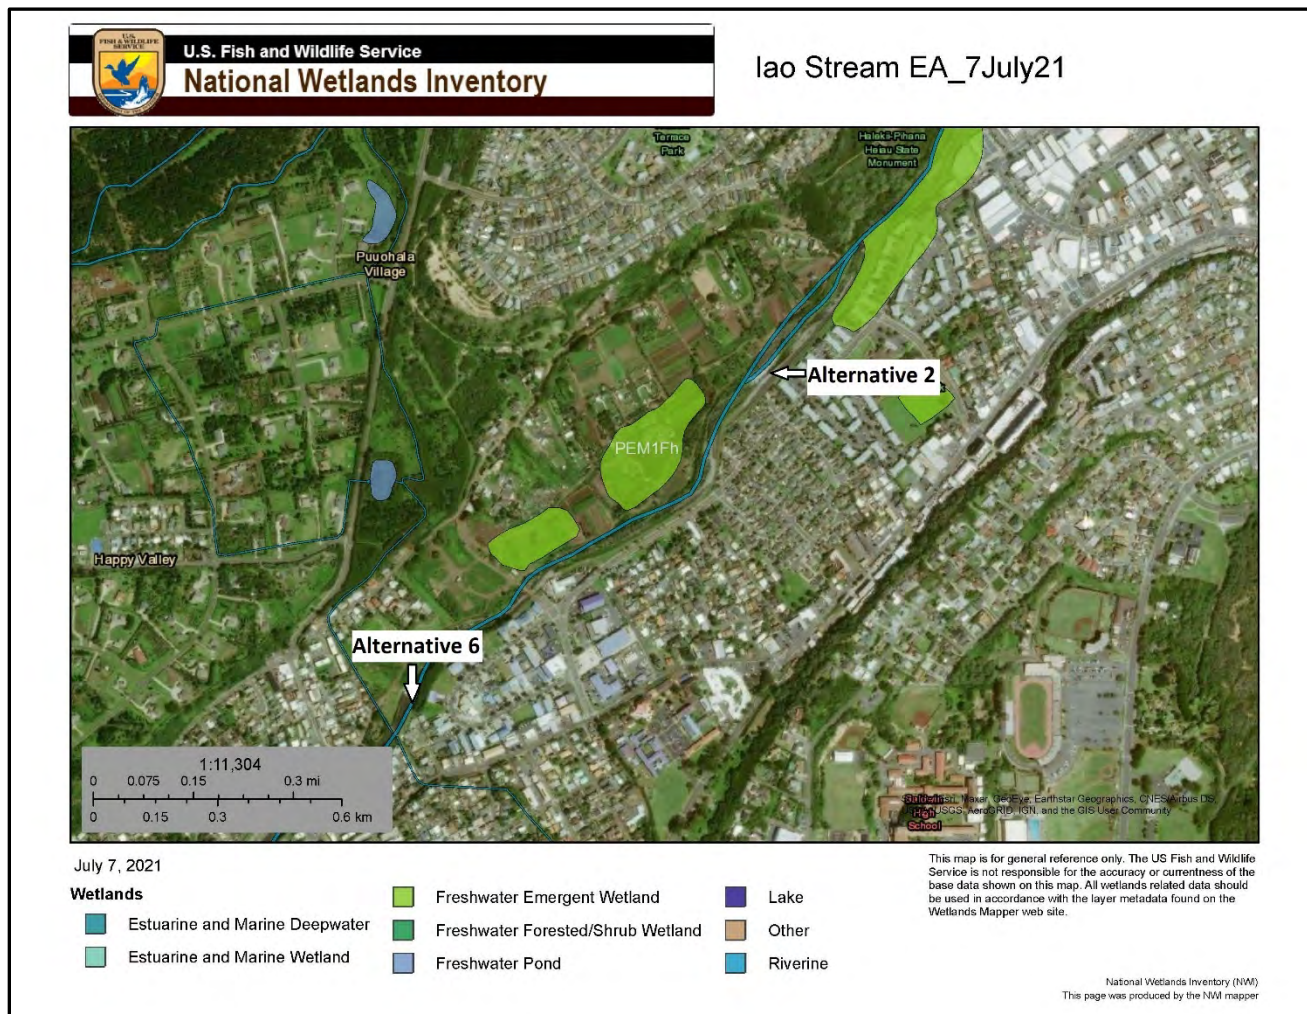 U.S.
FISH & WILDLIFE
SERVICE
U.S. Fish and Wildlife Service
National Wetlands Inventory
Iao Stream EA_7July21
Terrace
Park
Haleki-Pihana
Heiau State
Monument
Puuohala
Village
Alternative 2
PEM1Fh
Happy Valley
Alternative 6
1:11,304
0 0.075 0.15 0.3 mi
0 0.15 0.3 0.6 km
Maxar, GeoEye, Earthstar Geographics, CNES/Airbus DS,
USGS, AeroGRID, IGN, and the GIS User Community
Baldwin
High
School
July 7, 2021
Wetlands
Estuarine and Marine Deepwater
Estuarine and Marine Wetland
Freshwater Emergent Wetland
Freshwater Forested/Shrub Wetland
Freshwater Pond
Lake
Other
Riverine
This map is for general reference only. The US Fish and Wildlife
Service is not responsible for the accuracy or currentness of the
base data shown on this map. All wetlands related data should
be used in accordance with the layer metadata found on the
Wetlands Mapper web site.
National Wetlands Inventory (NWI)
This page was produced by the NWI mapper